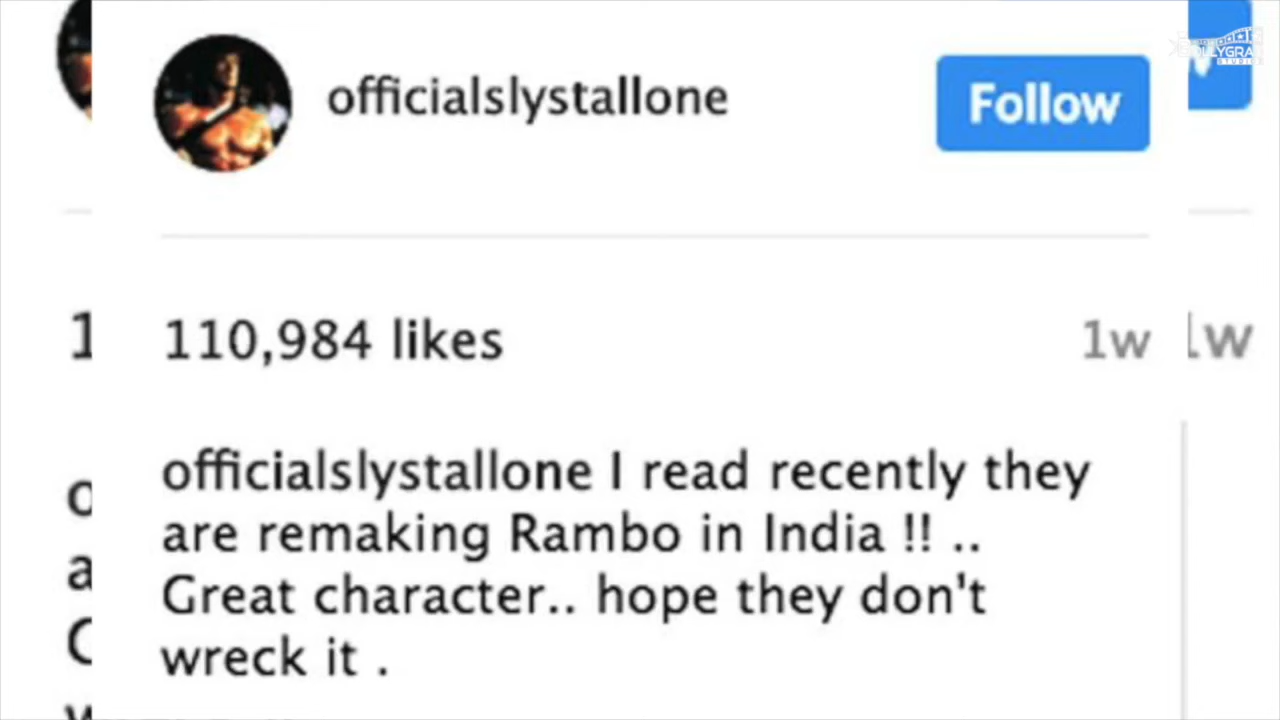 officialslystallone
Follow
110,984 likes
1w
officialslystallone I read recently they
are remaking Rambo in India !! ..
Great character.. hope they don't
wreck it .